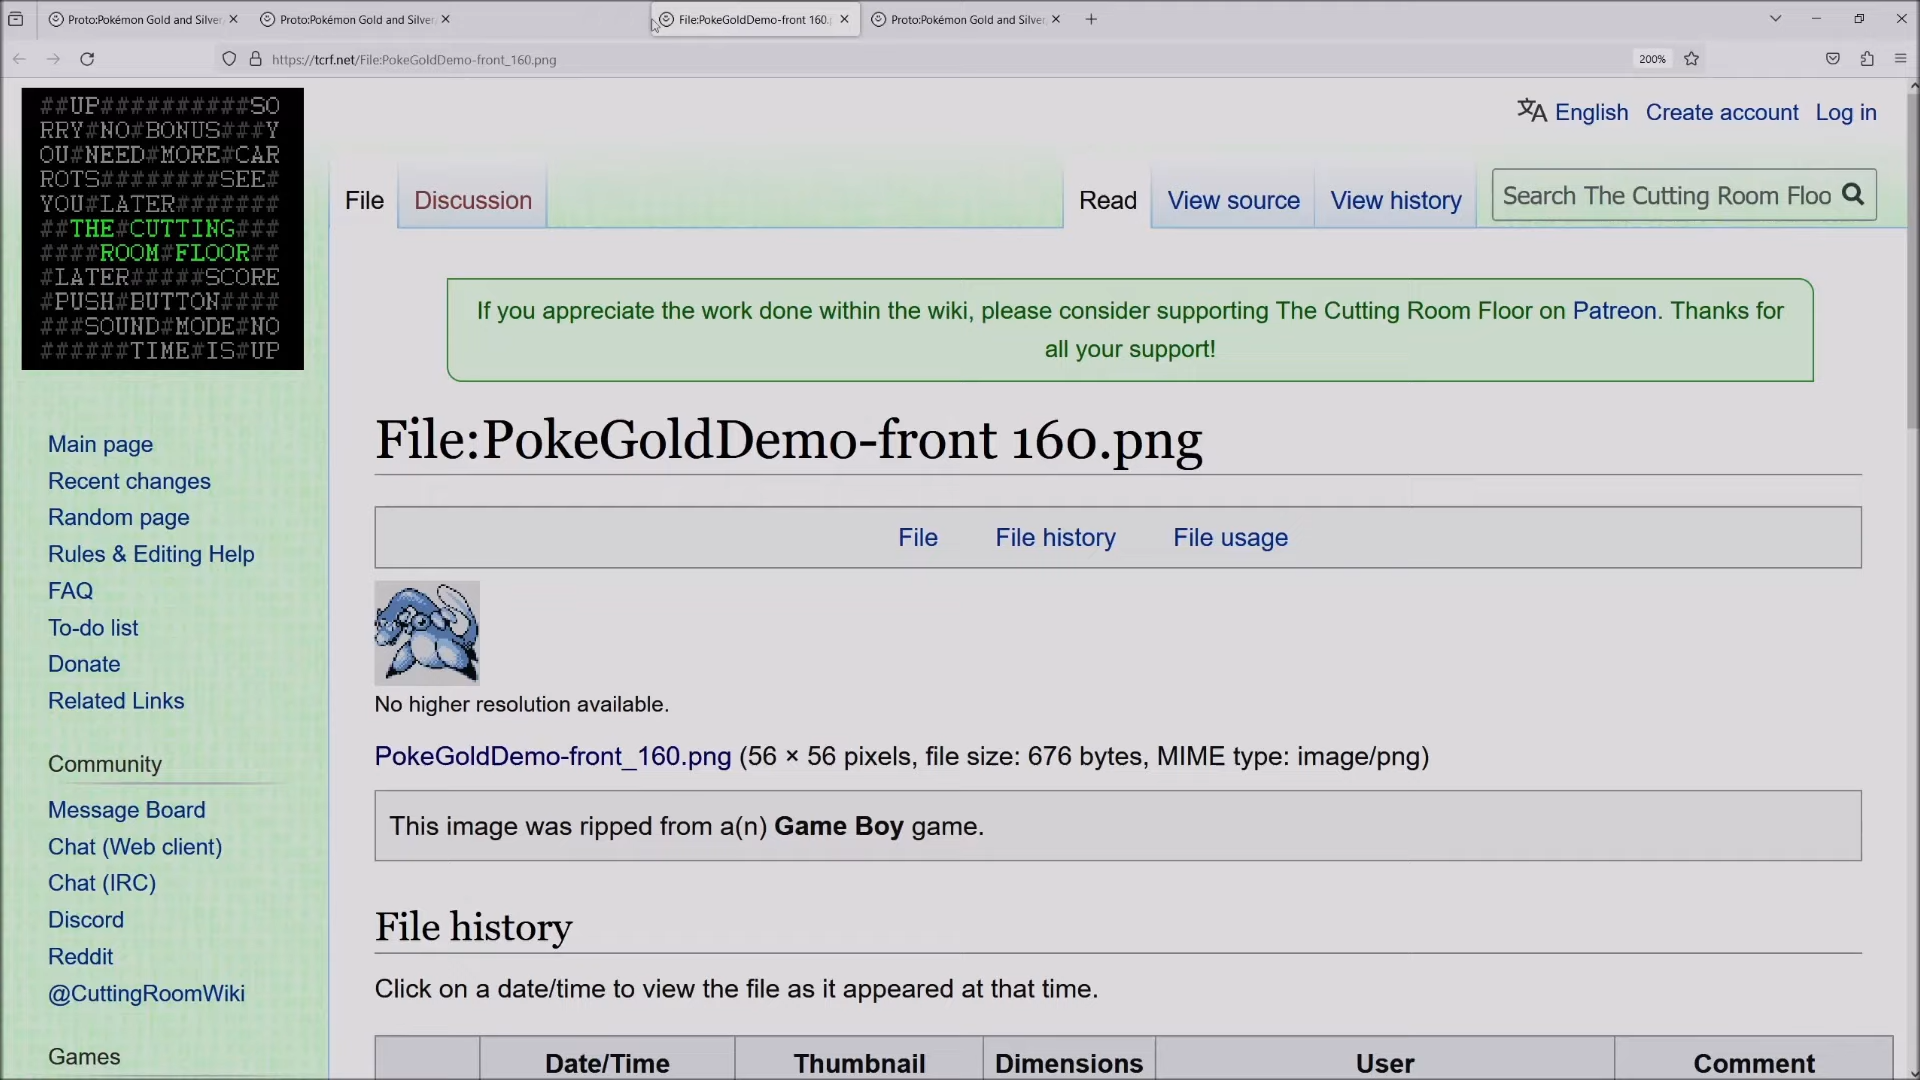 Proto:Pokémon Gold and Silver
Proto:Pokémon Gold and Silver
File:PokeGoldDemo-front 160.
Proto:Pokémon Gold and Silver
https://tcrf.net/File:PokeGoldDemo-front_160.png
200%
##UP##########SO
RRY#NO#BONUS###Y
OU#NEED#MORE#CAR
ROTS########SEE#
YOU#LATER#######
##THE#CUTTING###
####ROOM#FLOOR##
#LATER#####SCORE
#PUSH#BUTTON####
###SOUND#MODE#NO
######TIME#IS#UP
English Create account Log in
File Discussion Read View source View history Search The Cutting Room Floo
If you appreciate the work done within the wiki, please consider supporting The Cutting Room Floor on Patreon. Thanks for
all your support!
File:PokeGoldDemo-front 160.png
File File history File usage
No higher resolution available.
PokeGoldDemo-front_160.png (56 × 56 pixels, file size: 676 bytes, MIME type: image/png)
This image was ripped from a(n) Game Boy game.
File history
Click on a date/time to view the file as it appeared at that time.
Date/Time Thumbnail Dimensions User Comment
Main page
Recent changes
Random page
Rules & Editing Help
FAQ
To-do list
Donate
Related Links
Community
Message Board
Chat (Web client)
Chat (IRC)
Discord
Reddit
@CuttingRoomWiki
Games